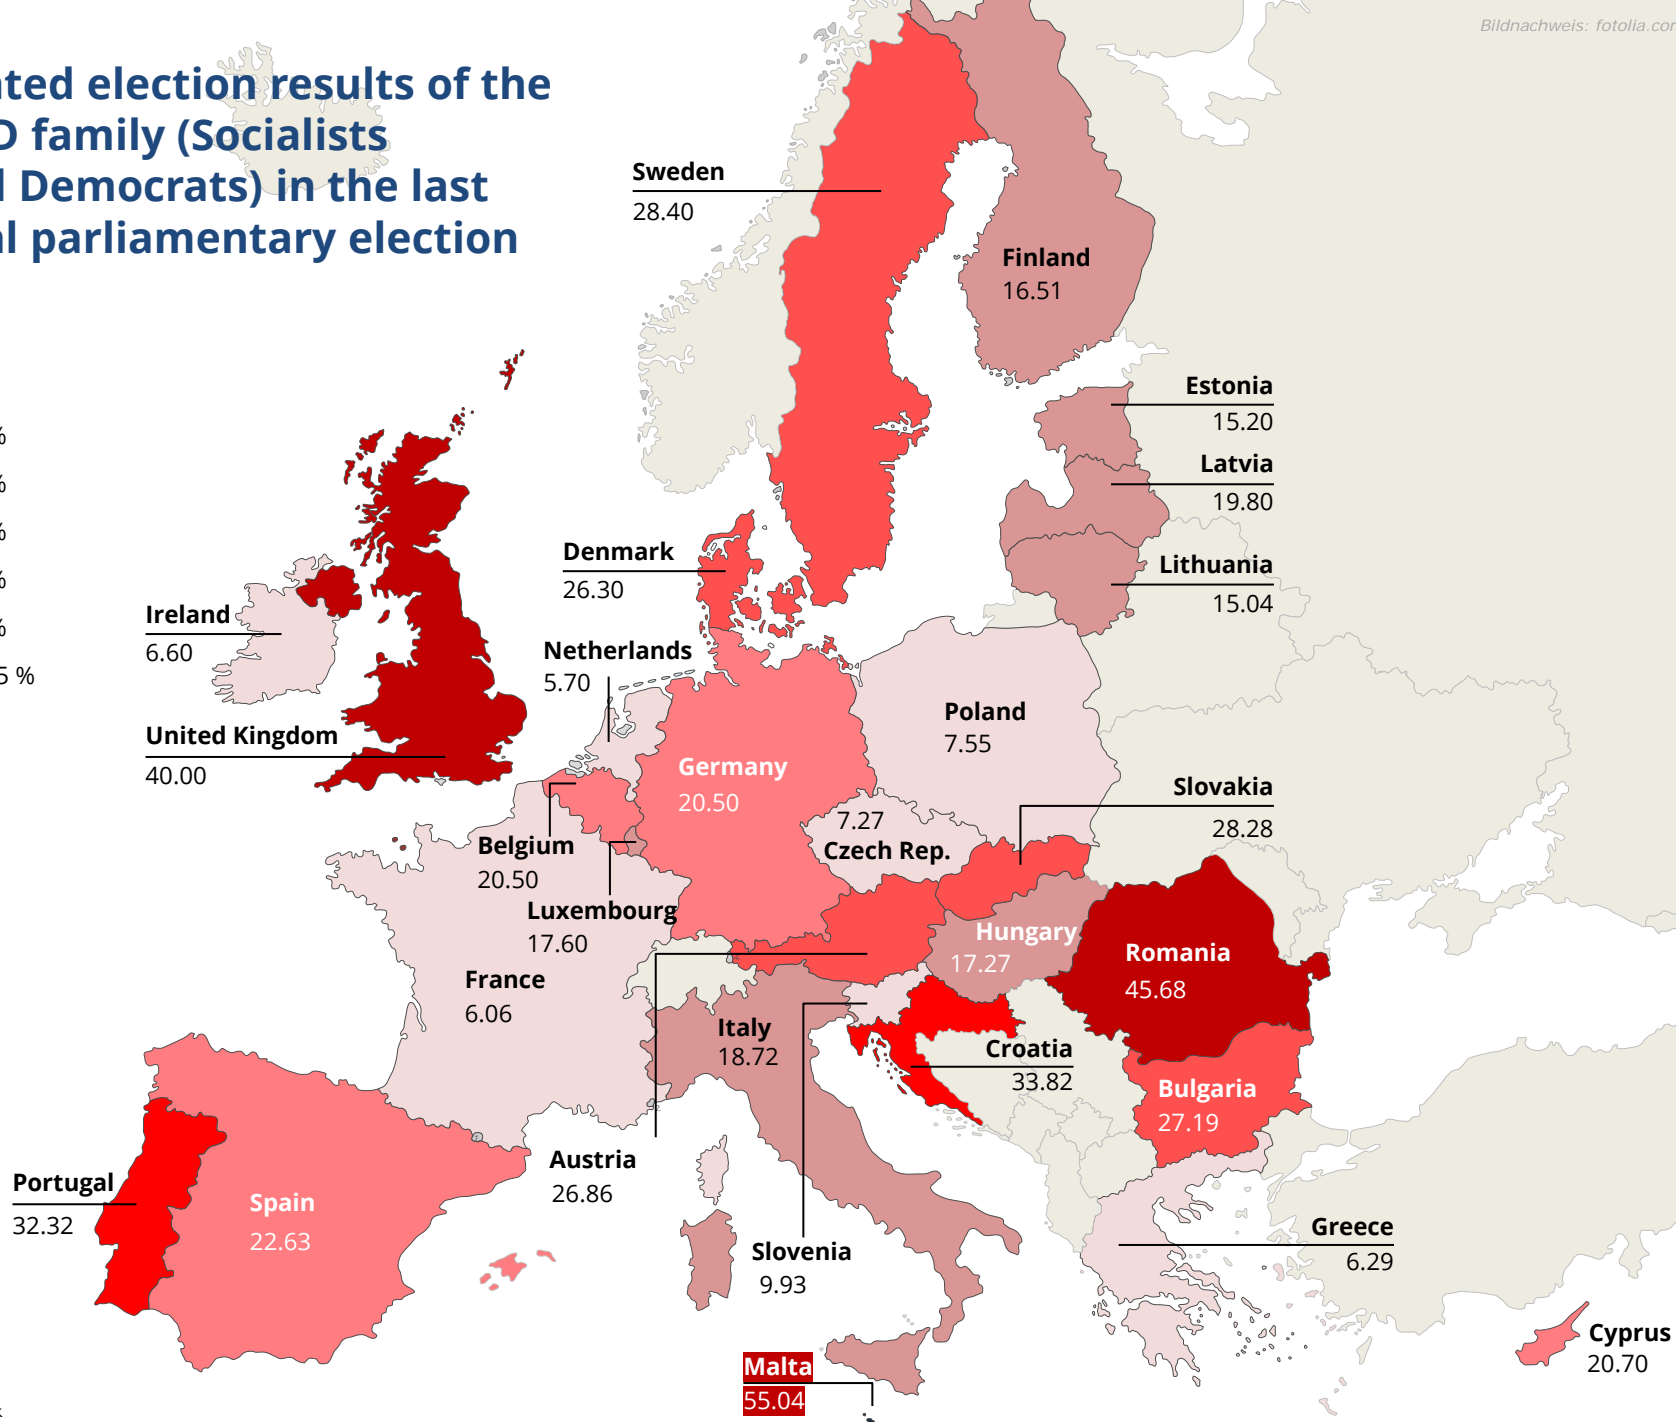 Bildnachweis: fotolia.cor
ated election results of the
D family (Socialists
l Democrats) in the last
al parliamentary election
Sweden
28.40
Finland
16.51
Estonia
15.20
Latvia
19.80
Lithuania
15.04
Denmark
26.30
Ireland
6.60
%
%
%
%
%
5 %
Netherlands
5.70
United Kingdom
40.00
Poland
7.55
Germany
20.50
Slovakia
28.28
7.27
Czech Rep.
Belgium
20.50
Luxembourg
17.60
Hungary
17.27
Romania
45.68
France
6.06
Italy
18.72
Croatia
33.82
Bulgaria
27.19
Austria
26.86
Portugal
32.32
Spain
22.63
Slovenia
9.93
Greece
6.29
Cyprus
20.70
Malta
55.04